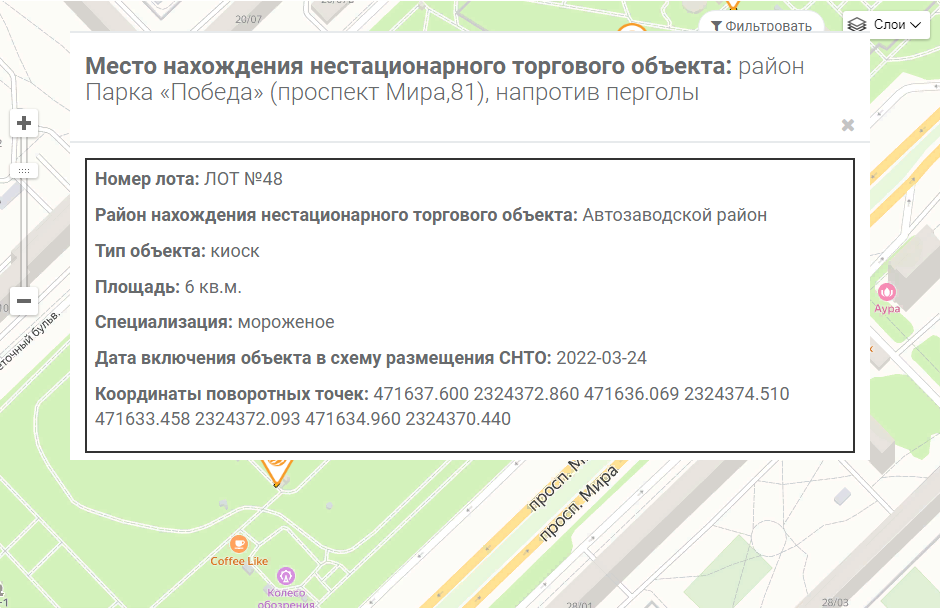 20/07
Фильтровать
Слои
Место нахождения нестационарного торгового объекта: район
Парка «Победа» (проспект Мира,81), напротив перголы
Номер лота: ЛОТ №48
Район нахождения нестационарного торгового объекта: Автозаводской район
Тип объекта: киоск
Площадь: 6 кв.м.
Специализация: мороженое
Дата включения объекта в схему размещения СНТО: 2022-03-24
Координаты поворотных точек: 471637.600 2324372.860 471636.069 2324374.510
471633.458 2324372.093 471634.960 2324370.440
Аура
просп. Мира
просп. Мира
Coffee Like
Колесо
обозрения
28/01
28/03